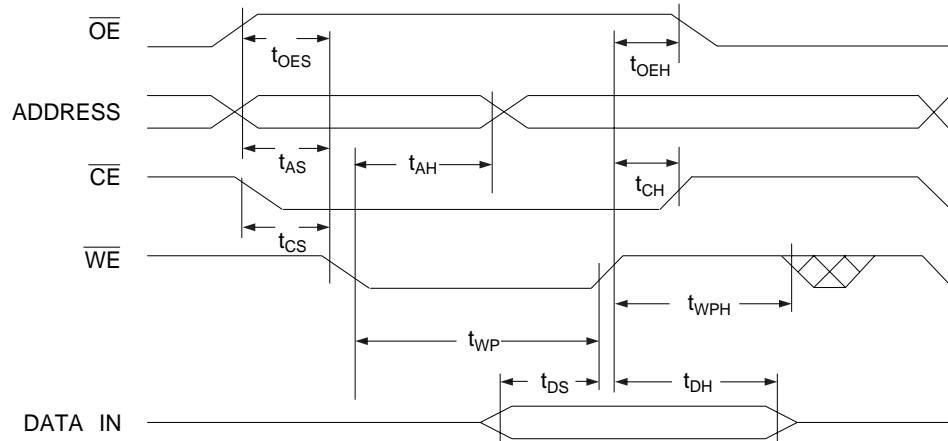 OE
tOES
tOEH
ADDRESS
tAS
tAH
tCH
CE
tCS
WE
tWPH
tWP
tDS
tDH
DATA IN